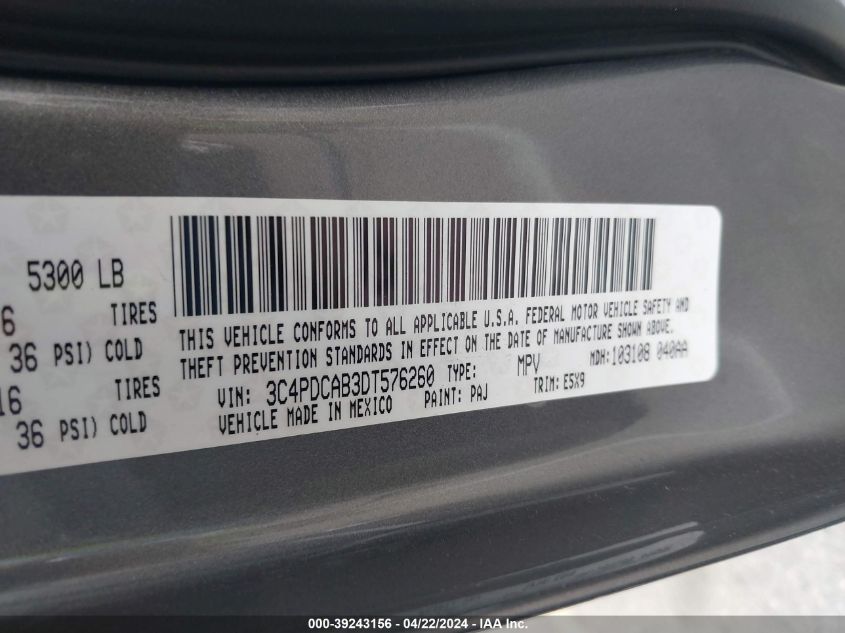 5300 LB
6 TIRES
36 PSI) COLD
16 TIRES
36 PSI) COLD
THIS VEHICLE CONFORMS TO ALL APPLICABLE U.S.A. FEDERAL MOTOR VEHICLE SAFETY AND
THEFT PREVENTION STANDARDS IN EFFECT ON THE DATE OF MANUFACTURE SHOWN ABOVE.
VIN: 3C4PDCAB3DT576260 TYPE: MPV MDH:103108 040AA
VEHICLE MADE IN MEXICO PAINT: PAJ TRIM: E5X9
000-39243156 - 04/22/2024 - IAA Inc.